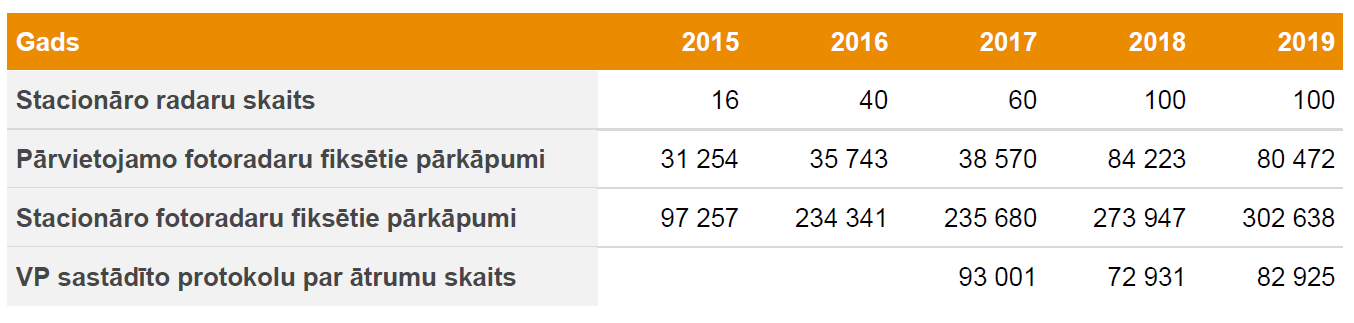 Gads 2015 2016 2017 2018 2019
Stacionāro radaru skaits 16 40 60 100 100
Pārvietojamo fotoradaru fiksētie pārkāpumi 31 254 35 743 38 570 84 223 80 472
Stacionāro fotoradaru fiksētie pārkāpumi 97 257 234 341 235 680 273 947 302 638
VP sastādīto protokolu par ātrumu skaits 93 001 72 931 82 925